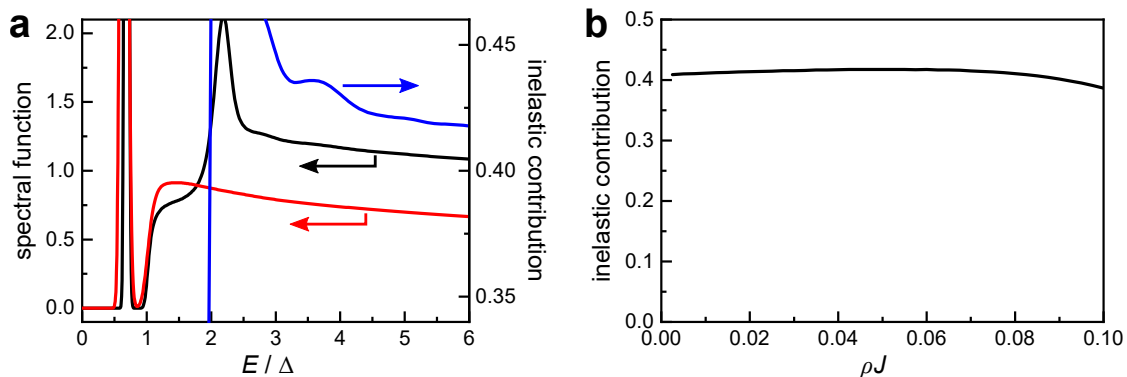 a
2.0
1.5
1.0
0.5
0.0
spectral function
0.45
0.40
0.35
inelastic contribution
0 1 2 3 4 5 6
E / Δ
b
0.5
0.4
0.3
0.2
0.1
0.0
inelastic contribution
0.00 0.02 0.04 0.06 0.08 0.10
ρJ